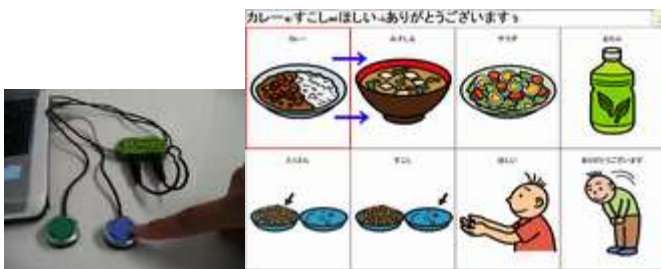 カレー すこし ほしい ありがとうございます
カレー
みそしる
サラダ
おちゃ
たくさん
すこし
ほしい
ありがとうございます